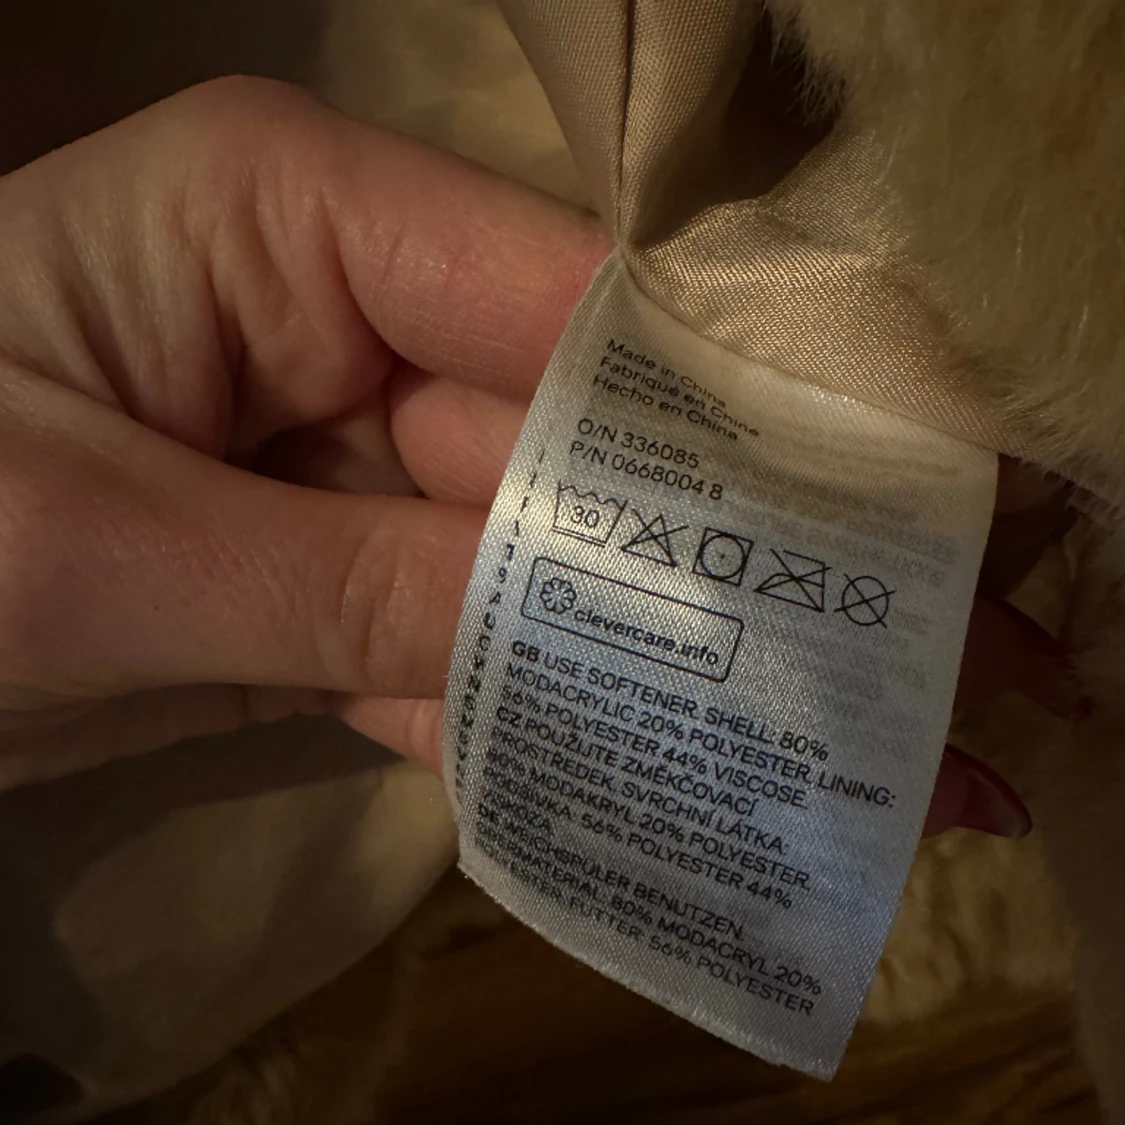 Made in China
Fabriqué en Chine
Hecho en China
O/N 336085
P/N 0668004 8
30
clevercare.info
GB USE SOFTENER. SHELL: 80%
MODACRYLIC 20% POLYESTER. LINING:
56% POLYESTER 44% VISCOSE.
CZ POUŽIJTE ZMĚKČOVACÍ
PROSTŘEDEK. SVRCHNÍ LÁTKA:
80% MODAKRYL 20% POLYESTER.
PODŠÍVKA: 56% POLYESTER 44%
VISKOZA.
DE WEICHSPÜLER BENUTZEN.
OBERMATERIAL: 80% MODACRYL 20%
POLYESTER. FUTTER: 56% POLYESTER